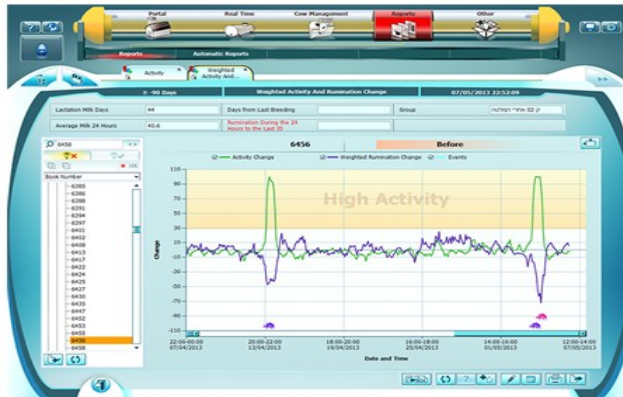 Portal
Real Time
Cow Management
Reports
Other
Reports
Automatic Reports
Activity
Weighted
Activity And...
≥ -90 Days
Weighted Activity And Rumination Change
07/05/2013 23:52:09
Lactation Milk Days
44
Days From Last Breeding
Group
ק 02 אחרי המלטה
Average Milk 24 Hours
40.6
Rumination During the 24
Hours to the Last ID
6456
6456
Before
Activity Change
Weighted Rumination Change
Events
Book Number
6385
6386
6388
6391
6394
6397
6401
6402
6408
6413
6417
6422
6424
6425
6427
6430
6435
6447
6452
6453
6455
6456
6458
High Activity
Change
110
90
70
50
30
10
-10
-30
-50
-70
-90
-110
22:00-00:00
07/04/2013
20:00-22:00
13/04/2013
18:00-20:00
19/04/2013
16:00-18:00
25/04/2013
14:00-16:00
01/05/2013
12:00-14:00
07/05/2013
Date and Time